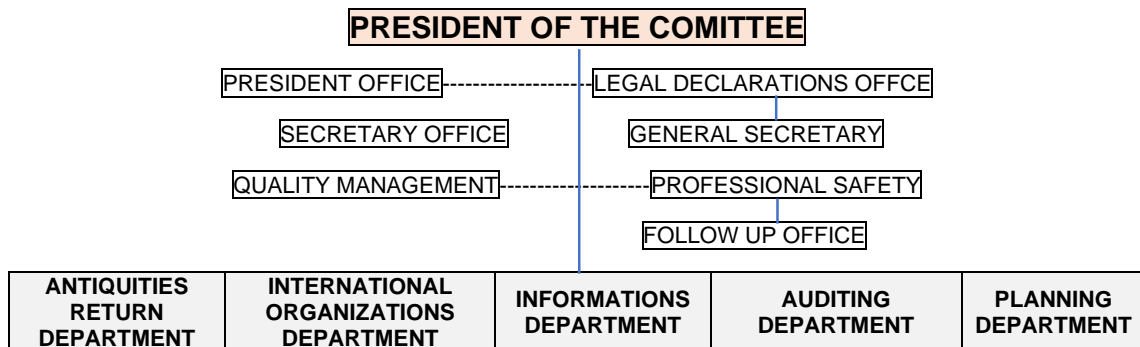 PRESIDENT OF THE COMITTEE
PRESIDENT OFFICE
LEGAL DECLARATIONS OFFCE
SECRETARY OFFICE
GENERAL SECRETARY
QUALITY MANAGEMENT
PROFESSIONAL SAFETY
FOLLOW UP OFFICE
ANTIQUITIES
RETURN
DEPARTMENT
INTERNATIONAL
ORGANIZATIONS
DEPARTMENT
INFORMATIONS
DEPARTMENT
AUDITING
DEPARTMENT
PLANNING
DEPARTMENT